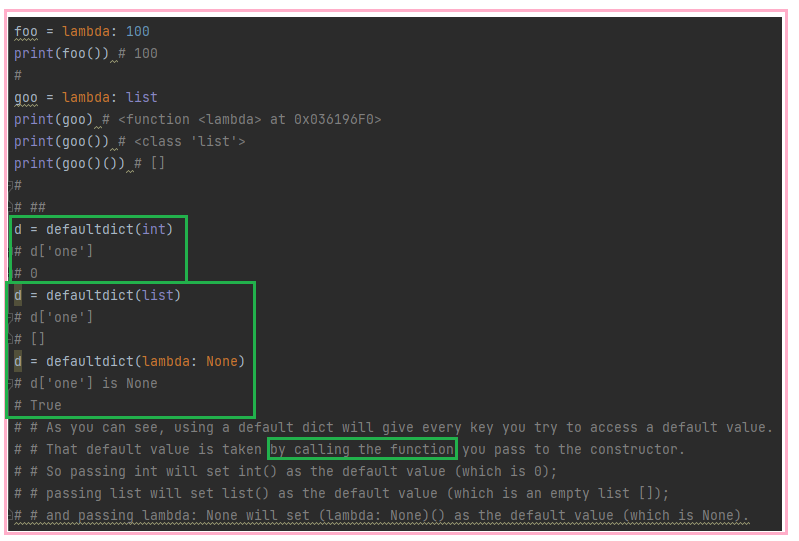 foo = lambda: 100
print(foo()) # 100
#
goo = lambda: list
print(goo) # <function <lambda> at 0x036196F0>
print(goo()) # <class 'list'>
print(goo()()) # []
#
# ##
d = defaultdict(int)
# d['one']
# 0
d = defaultdict(list)
# d['one']
# []
d = defaultdict(lambda: None)
# d['one'] is None
# True
# # As you can see, using a default dict will give every key you try to access a default value.
# # That default value is taken by calling the function you pass to the constructor.
# # So passing int will set int() as the default value (which is 0);
# # passing list will set list() as the default value (which is an empty list []);
# # and passing lambda: None will set (lambda: None)() as the default value (which is None).